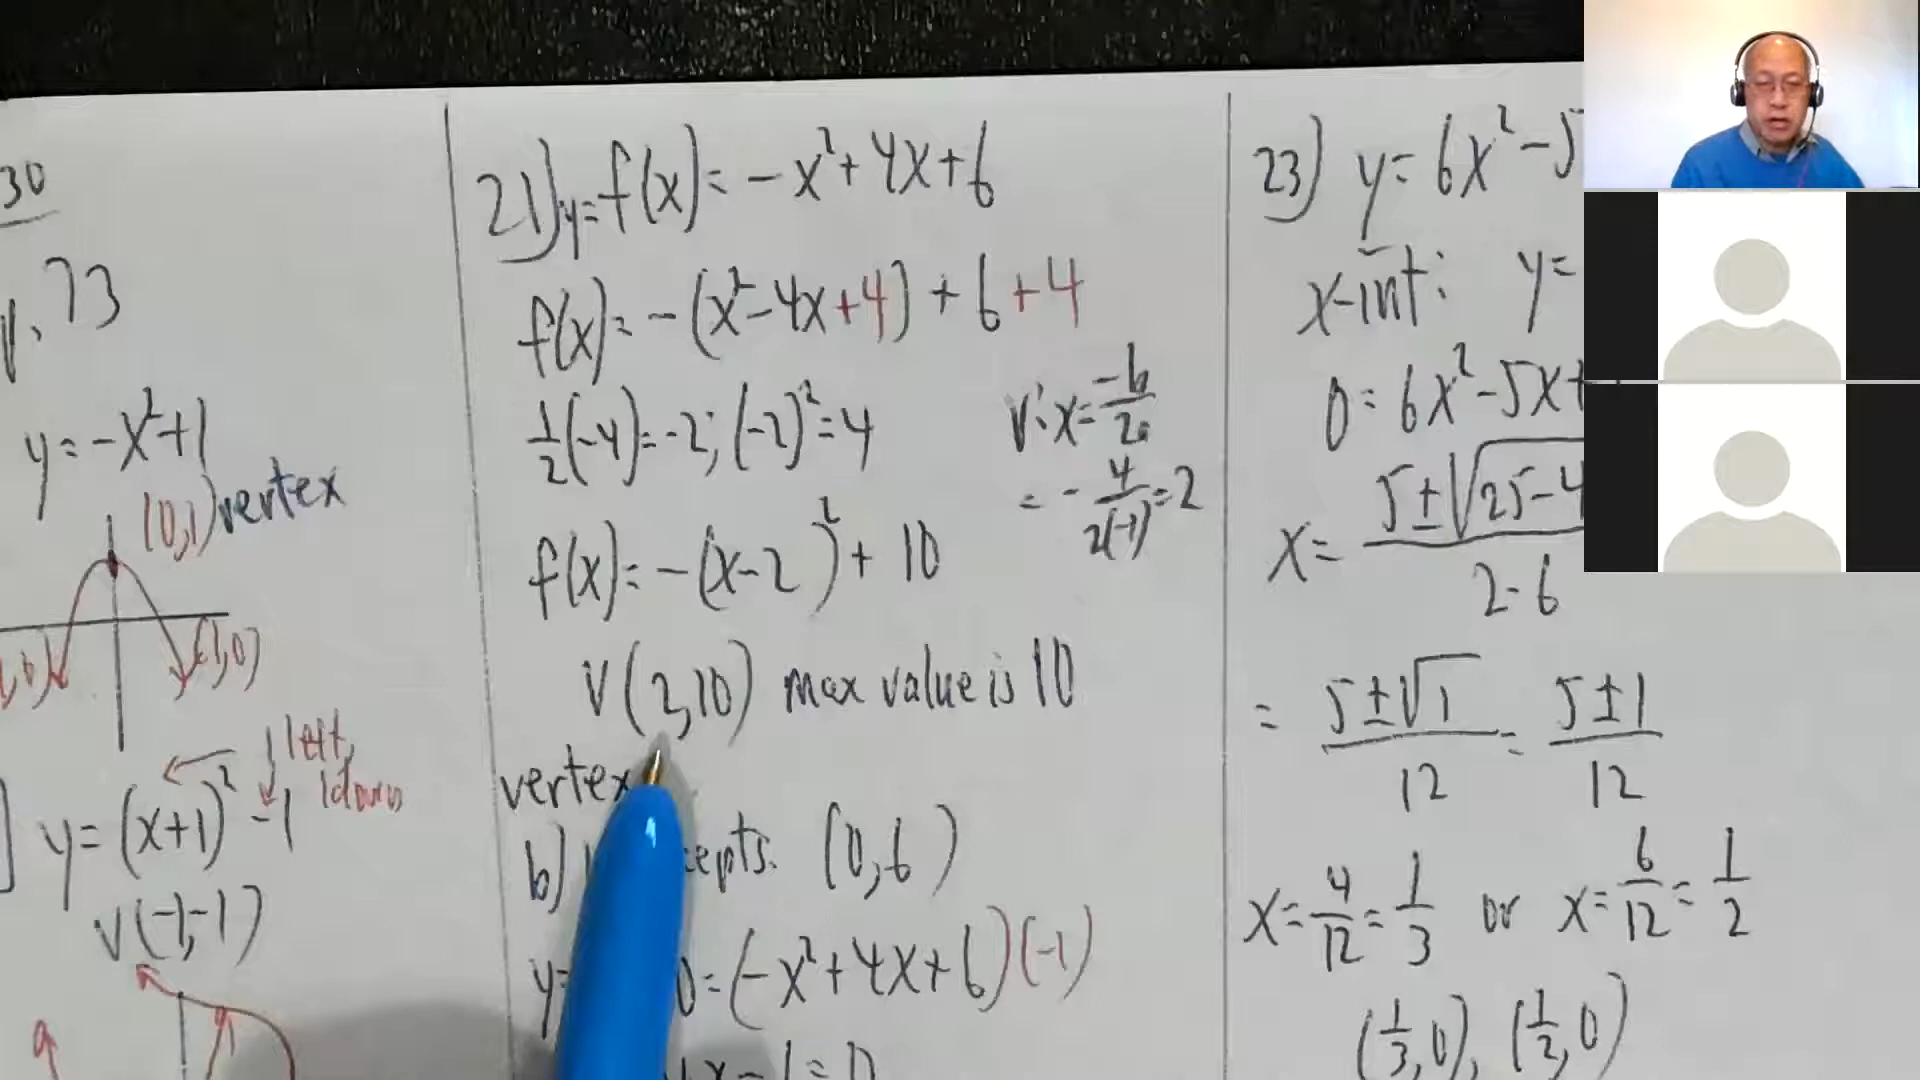 30
73
y=-x²+1
(0,1) vertex
(1,0)
1 left,
1 down
y=(x+1)²-1
V(-1,-1)
21) y=f(x)=-x²+4x+6
f(x)=-(x²-4x+4)+6+4
½(-4)=-2; (-2)²=4
V: x=-b/2a
=-4/2(-1)=2
f(x)=-(x-2)²+10
V(2,10) max value is 10
vertex
b) cepts. (0,6)
y= 0=(-x²+4x+6)(-1)
23) y=6x²-5
x-int: y=
0=6x²-5x+
x=5±√25-4/2·6
=5±√1/12=5±1/12
x=4/12=1/3 or x=6/12=1/2
(1/3,0), (1/2,0)